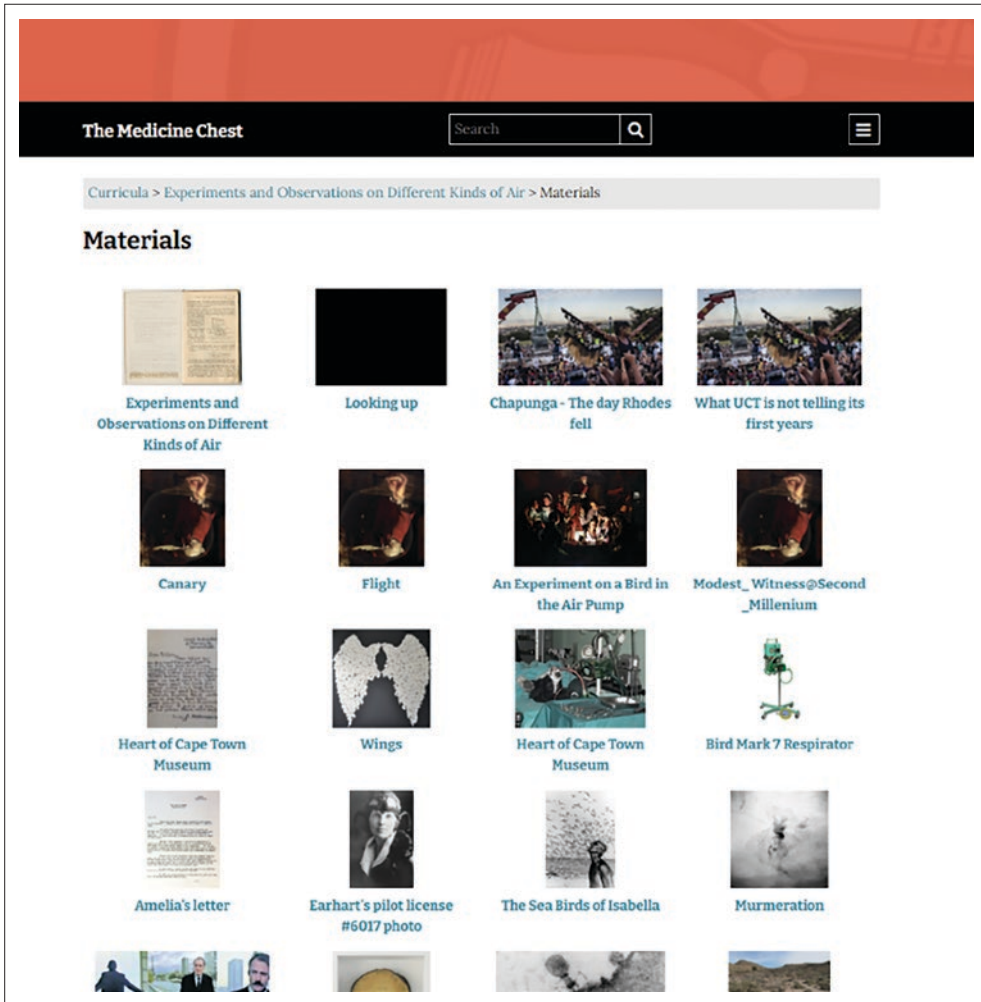 The Medicine Chest
Search
Curricula > Experiments and Observations on Different Kinds of Air > Materials
Materials
Experiments and
Observations on Different
Kinds of Air
Looking up
Chapunga - The day Rhodes
fell
What UCT is not telling its
first years
Canary
Flight
An Experiment on a Bird in
the Air Pump
Modest_ Witness@Second
_Millenium
Heart of Cape Town
Museum
Wings
Heart of Cape Town
Museum
Bird Mark 7 Respirator
Amelia's letter
Earhart's pilot license
#6017 photo
The Sea Birds of Isabella
Murmeration